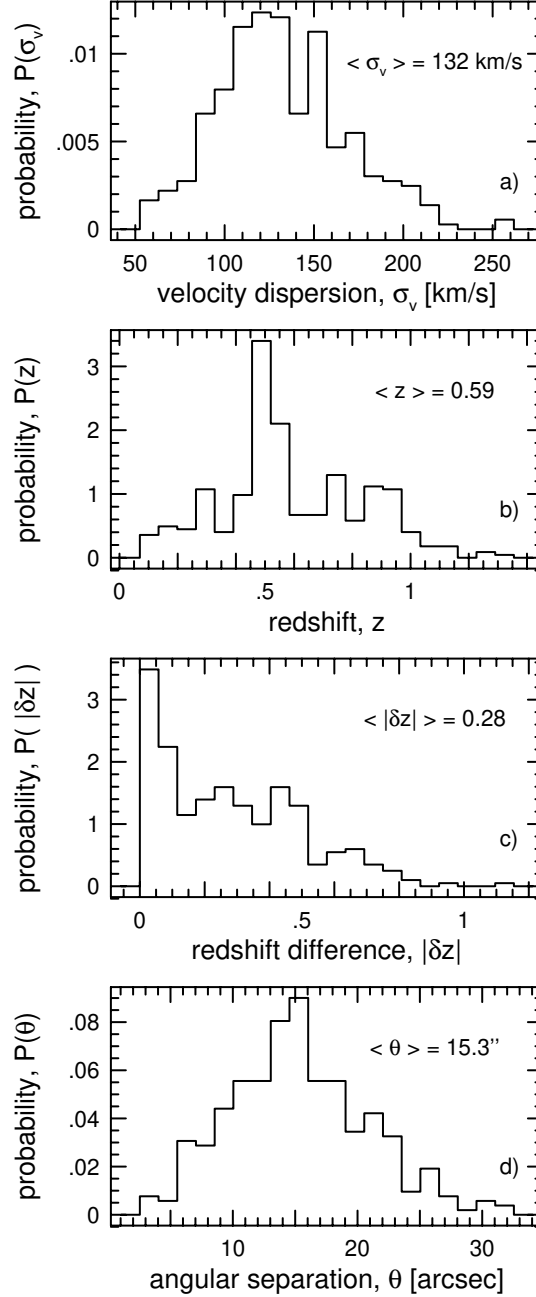 .01
.005
0
probability, P(σv)
< σv > = 132 km/s
a)
50 100 150 200 250
velocity dispersion, σv [km/s]
3
2
1
0
probability, P(z)
< z > = 0.59
b)
0 .5 1
redshift, z
3
2
1
0
probability, P( |δz| )
< |δz| > = 0.28
c)
0 .5 1
redshift difference, |δz|
.08
.06
.04
.02
0
probability, P(θ)
< θ > = 15.3’’
d)
10 20 30
angular separation, θ [arcsec]